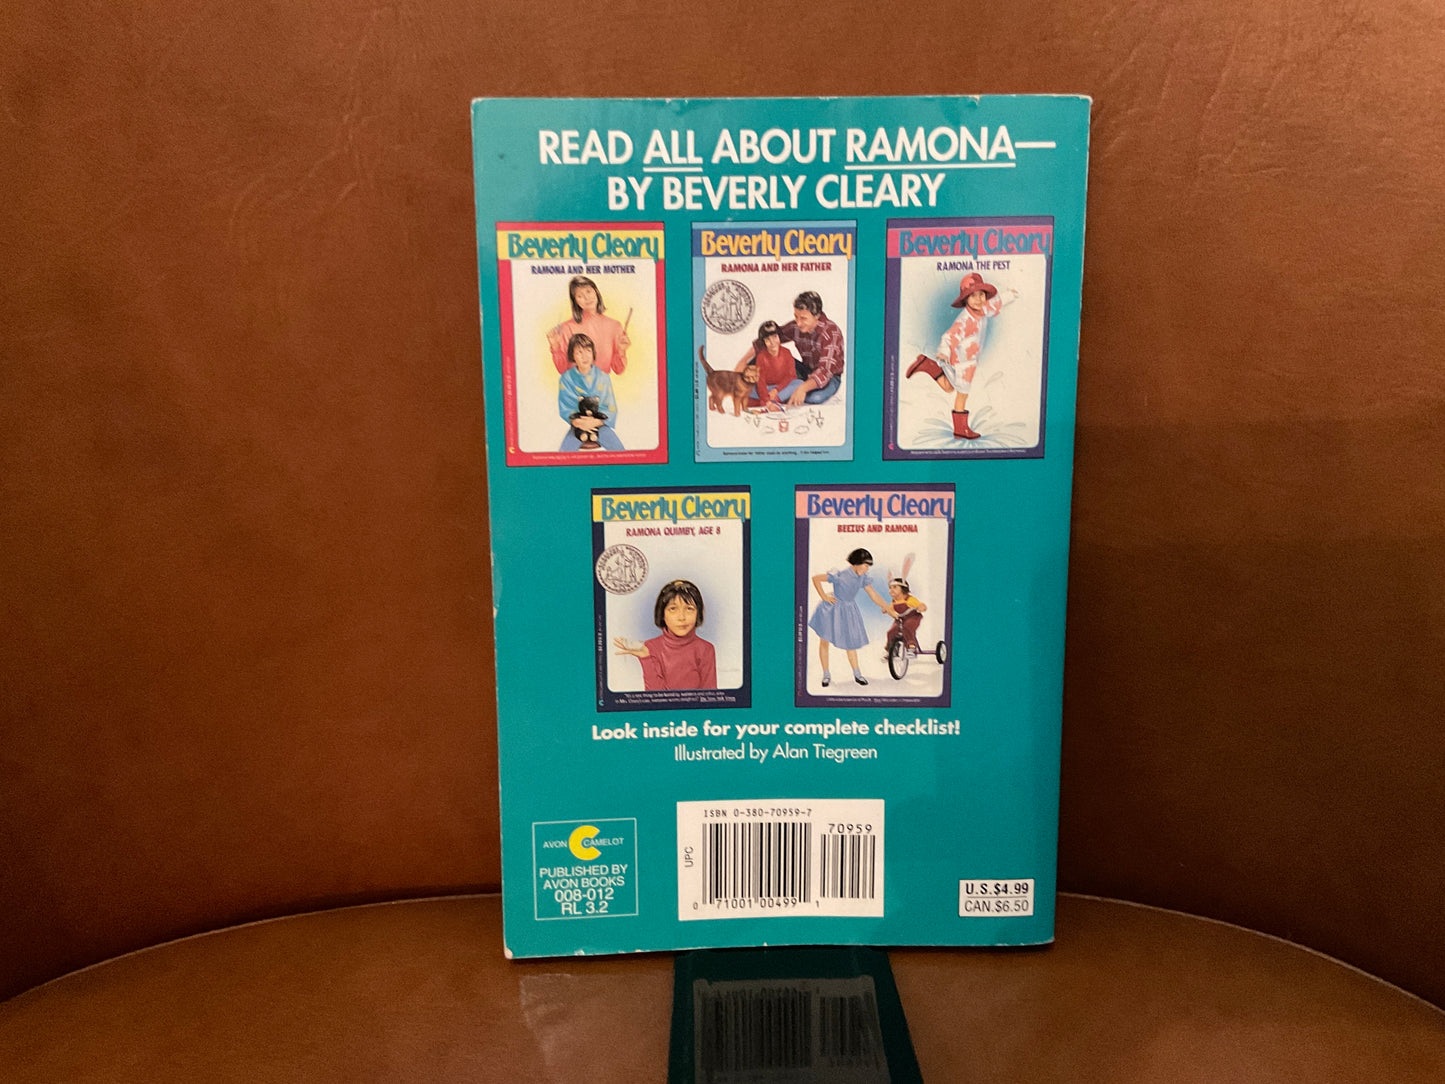 READ ALL ABOUT RAMONA—
BY BEVERLY CLEARY
Beverly Cleary
RAMONA AND HER MOTHER
Beverly Cleary
RAMONA AND HER FATHER
Beverly Cleary
RAMONA THE PEST
Beverly Cleary
RAMONA QUIMBY, AGE 8
Beverly Cleary
BEEZUS AND RAMONA
Look inside for your complete checklist!
Illustrated by Alan Tiegreen
AVON CAMELOT
PUBLISHED BY
AVON BOOKS
008-012
RL 3.2
ISBN 0-380-70959-7
70959
UPC
0 71001 00499 1
U.S.$4.99
CAN.$6.50